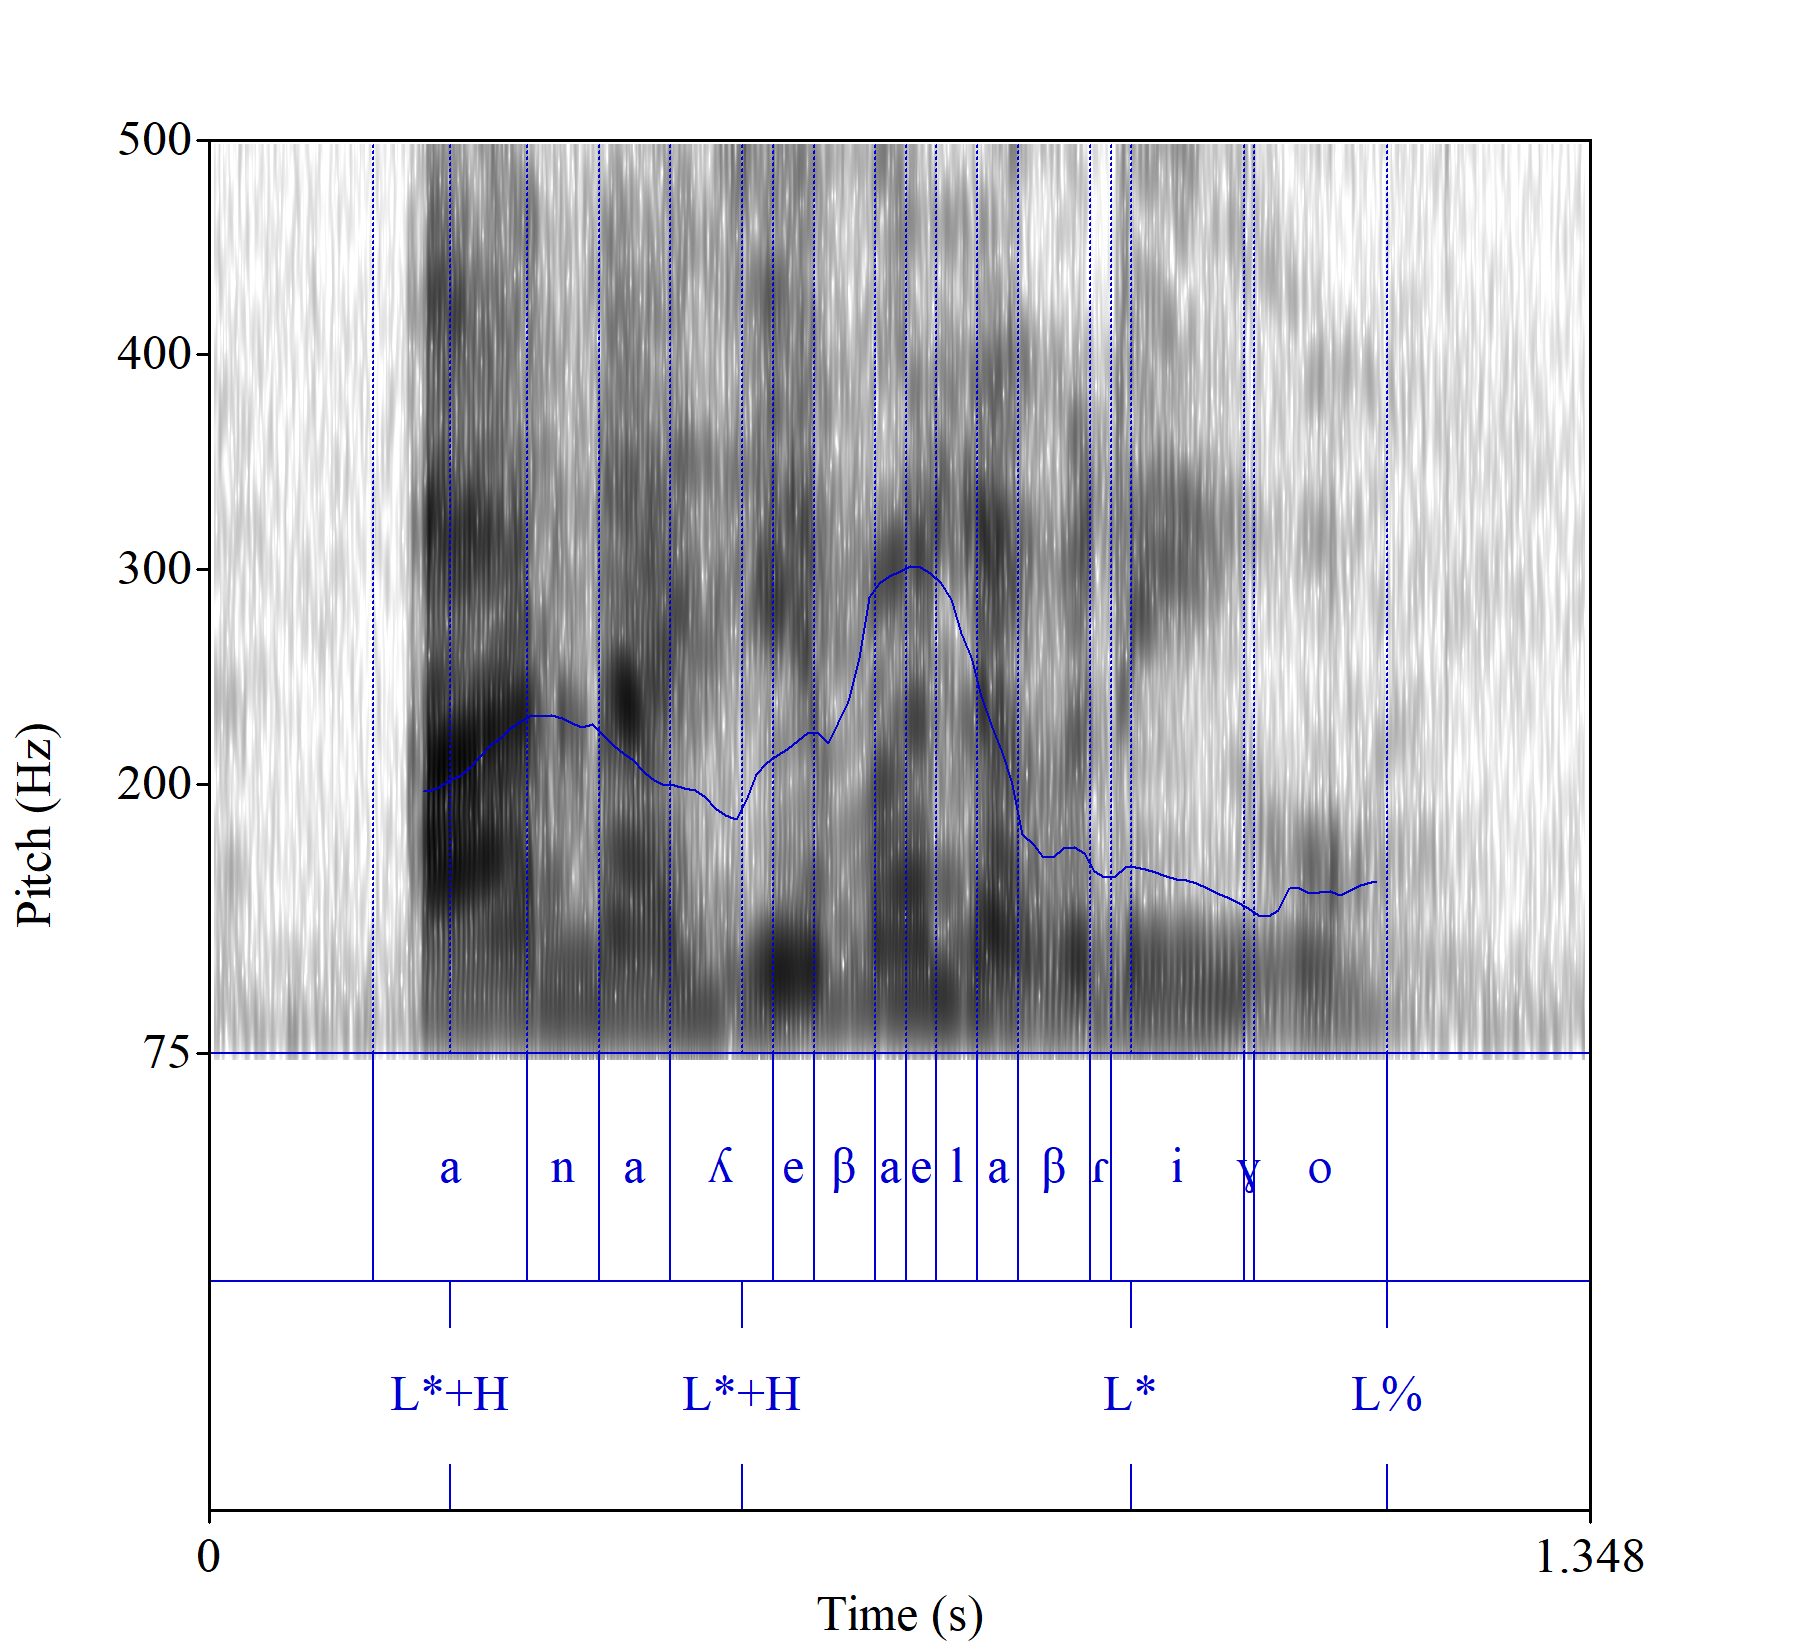 500
400
300
200
75
Pitch (Hz)
a n a ʎ e β a e l a β ɾ i ɣ o
L*+H L*+H L* L%
0 1.348
Time (s)